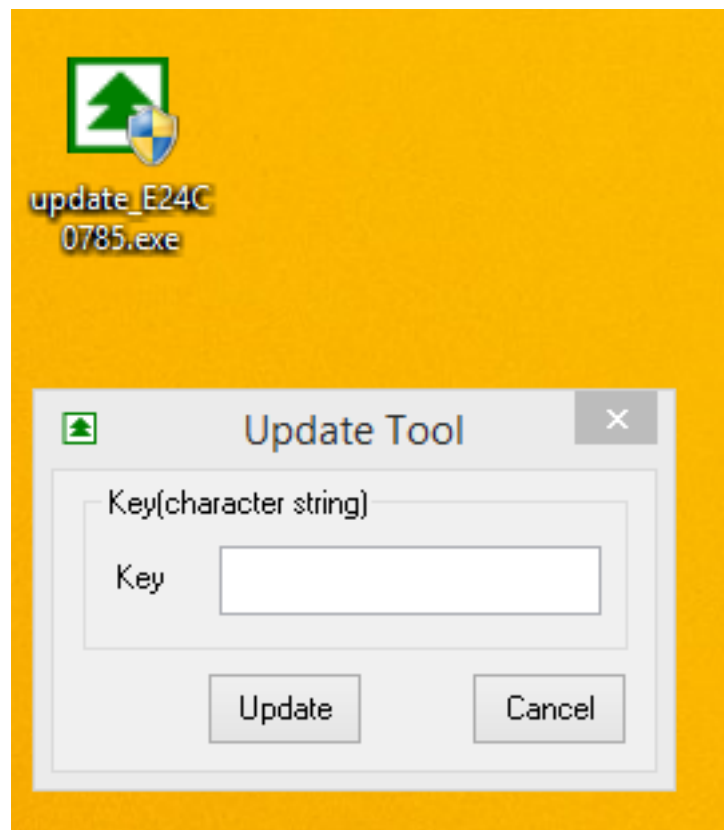 update_E24C
0785.exe
Update Tool
Key(character string)
Key
Update
Cancel